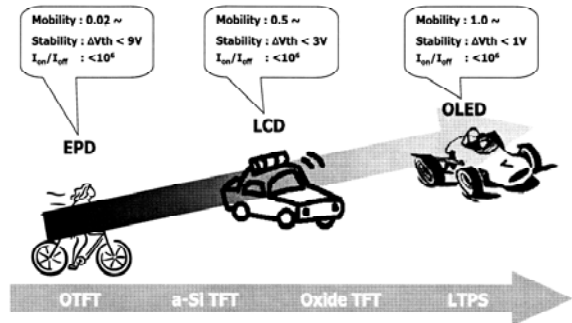 Mobility : 0.02 ~
Stability : ΔVth < 9V
Ion/Ioff : <10⁶
Mobility : 0.5 ~
Stability : ΔVth < 3V
Ion/Ioff : <10⁶
Mobility : 1.0 ~
Stability : ΔVth < 1V
Ion/Ioff : <10⁶
EPD
LCD
OLED
OTFT a-Si TFT Oxide TFT LTPS